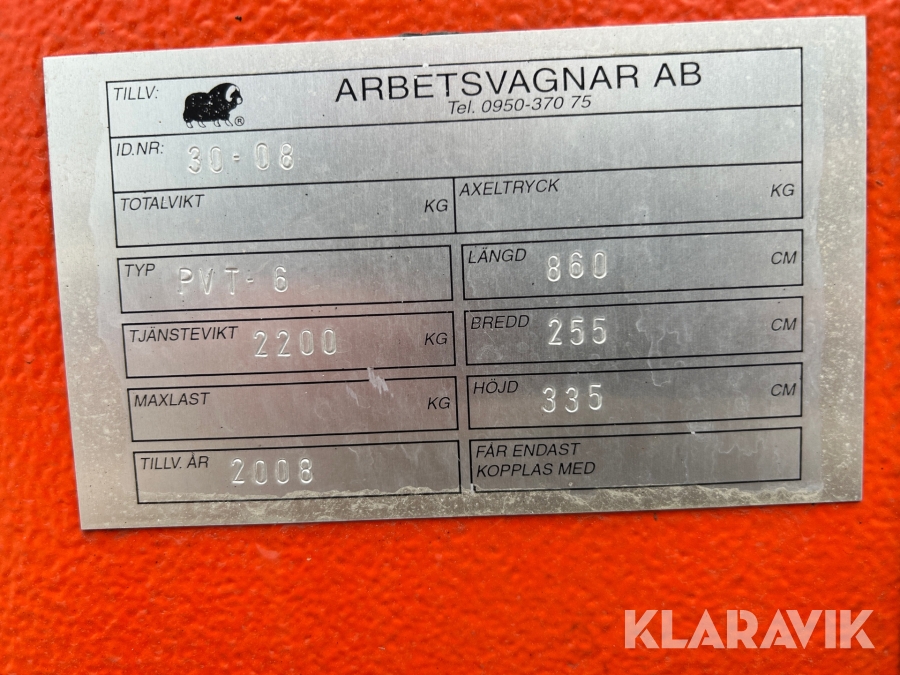 TILLV: ® ARBETSVAGNAR AB
Tel. 0950-370 75
ID.NR: 30-08
TOTALVIKT KG AXELTRYCK KG
TYP PVT-6 LÄNGD 860 CM
TJÄNSTEVIKT 2200 KG BREDD 255 CM
MAXLAST KG HÖJD 335 CM
TILLV. ÅR 2008 FÅR ENDAST
KOPPLAS MED
KLARAVIK